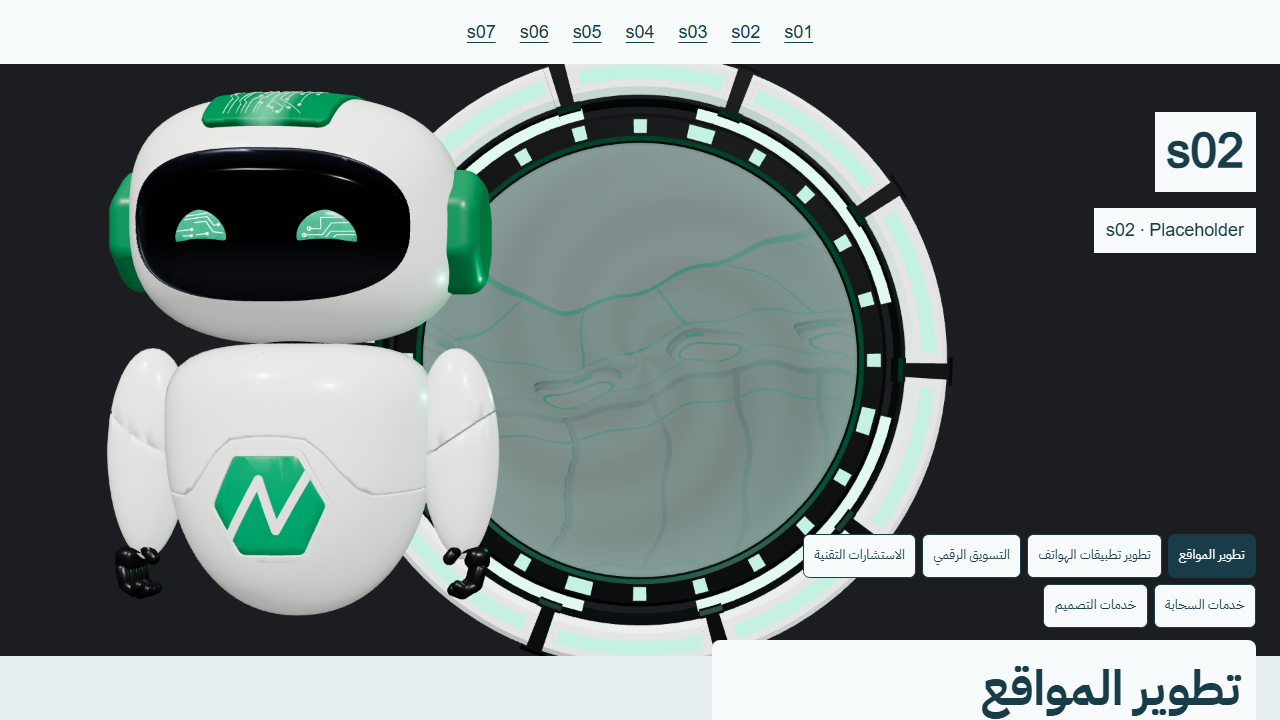 s01 s02 s03 s04 s05 s06 s07
s02
s02 · Placeholder
تطوير المواقع تطوير تطبيقات الهواتف التسويق الرقمي الاستشارات التقنية
خدمات السحابة خدمات التصميم
تطوير المواقع